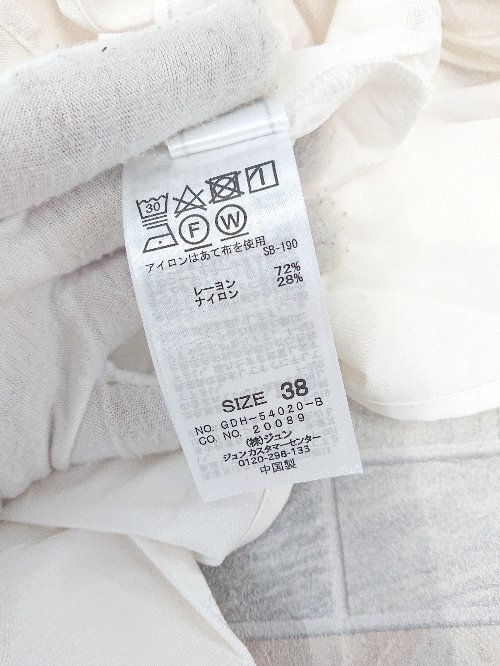 30
F W
アイロンはあて布を使用 SB-190
レーヨン 72%
ナイロン 28%
SIZE 38
NO. GDH-54020-B
CO. NO. 20089
(株)ジュン
ジュンカスタマーセンター
0120-298-133
中国製